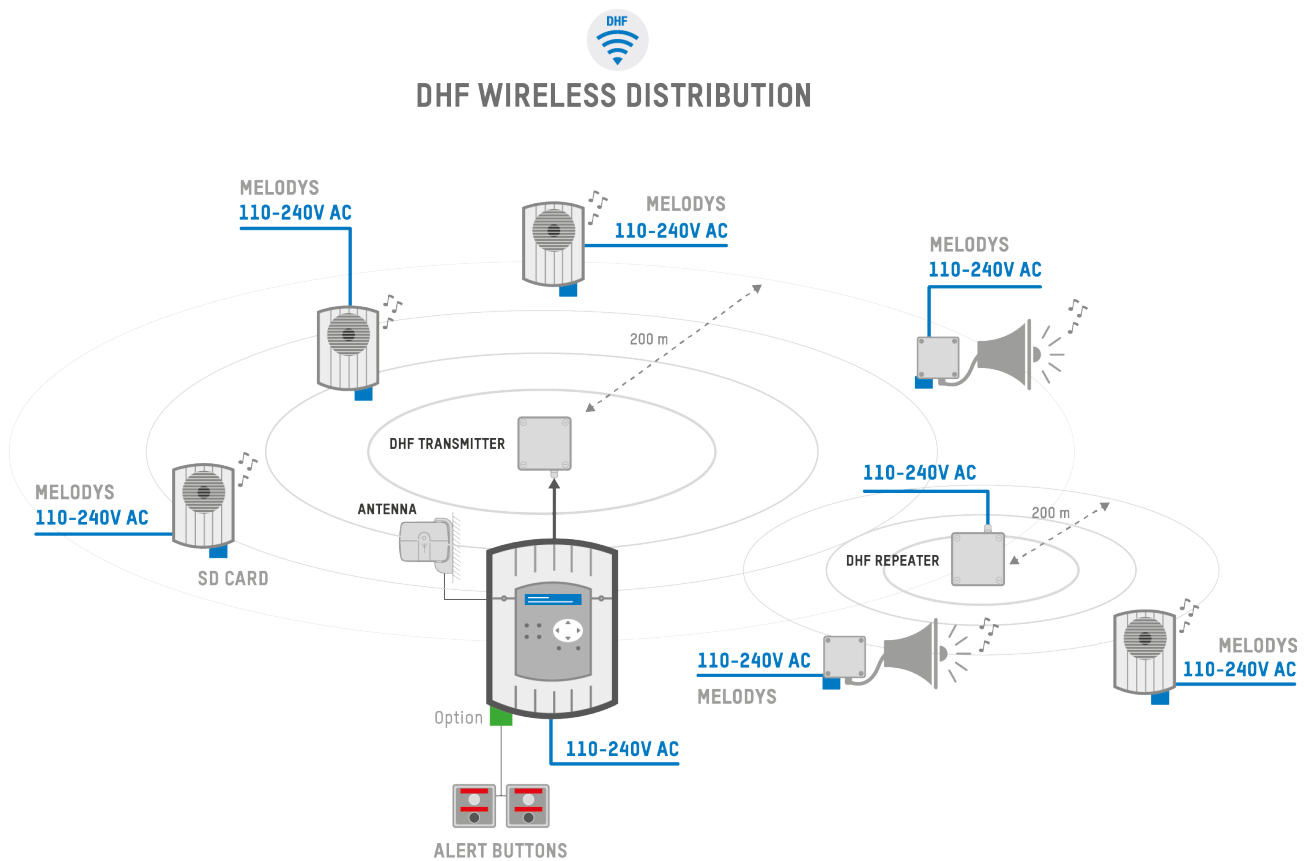 DHF
DHF WIRELESS DISTRIBUTION
MELODYS
110-240V AC
MELODYS
110-240V AC
MELODYS
110-240V AC
200 m
DHF TRANSMITTER
110-240V AC
MELODYS
110-240V AC
SD CARD
ANTENNA
200 m
DHF REPEATER
110-240V AC
MELODYS
MELODYS
110-240V AC
Option
110-240V AC
ALERT BUTTONS